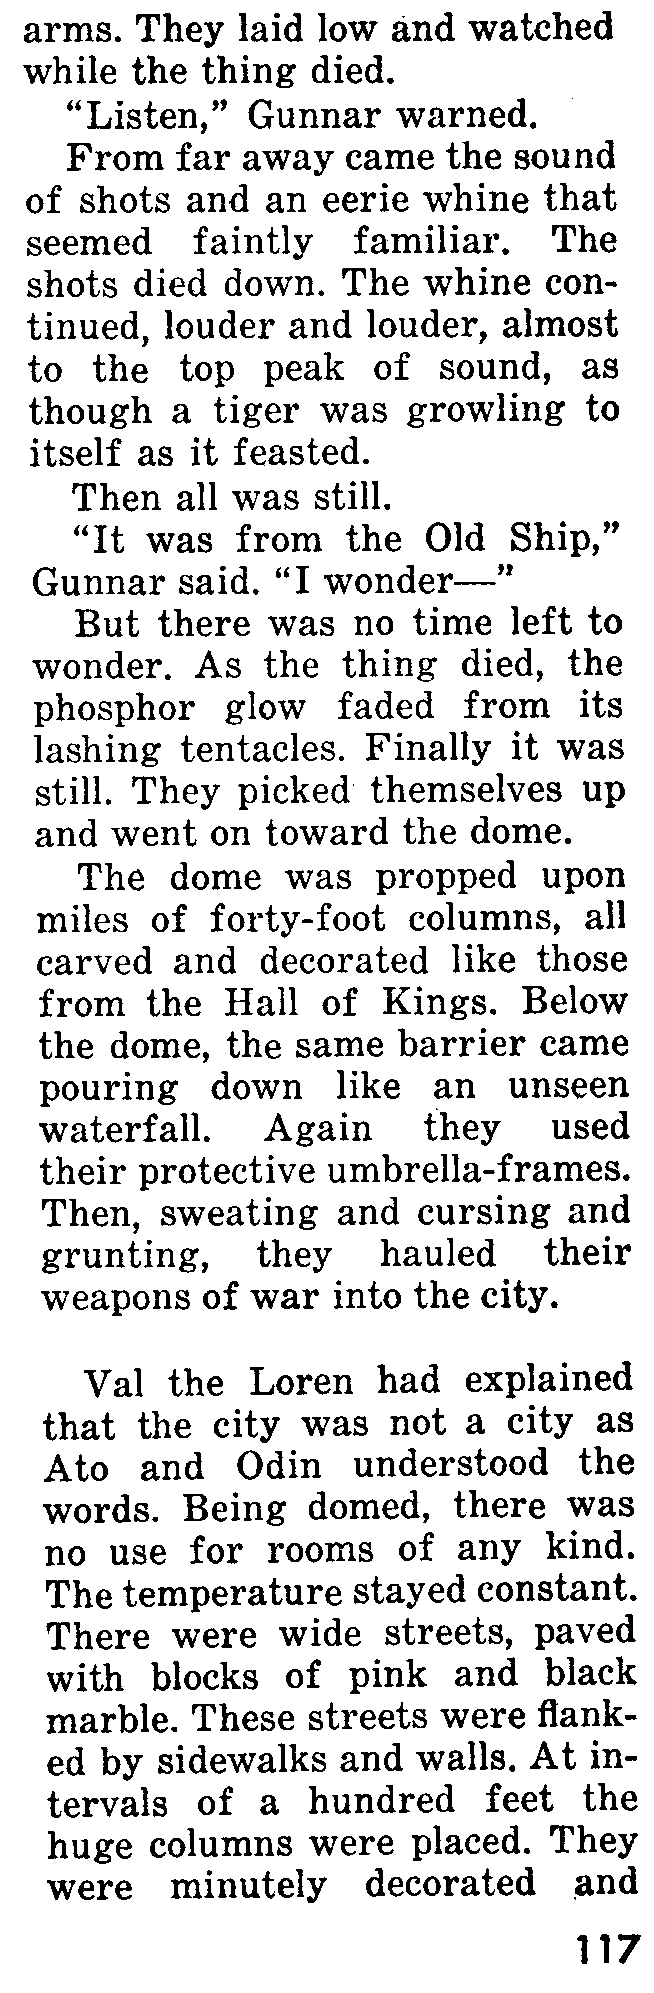 arms. They laid low and watched
while the thing died.
“Listen,” Gunnar warned.
From far away came the sound
of shots and an eerie whine that
seemed faintly familiar. The
shots died down. The whine con-
tinued, louder and louder, almost
to the top peak of sound, as
though a tiger was growling to
itself as it feasted.
Then all was still.
“It was from the Old Ship,”
Gunnar said. “I wonder—”
But there was no time left to
wonder. As the thing died, the
phosphor glow faded from its
lashing tentacles. Finally it was
still. They picked themselves up
and went on toward the dome.
The dome was propped upon
miles of forty-foot columns, all
carved and decorated like those
from the Hall of Kings. Below
the dome, the same barrier came
pouring down like an unseen
waterfall. Again they used
their protective umbrella-frames.
Then, sweating and cursing and
grunting, they hauled their
weapons of war into the city.
Val the Loren had explained
that the city was not a city as
Ato and Odin understood the
words. Being domed, there was
no use for rooms of any kind.
The temperature stayed constant.
There were wide streets, paved
with blocks of pink and black
marble. These streets were flank-
ed by sidewalks and walls. At in-
tervals of a hundred feet the
huge columns were placed. They
were minutely decorated and
117